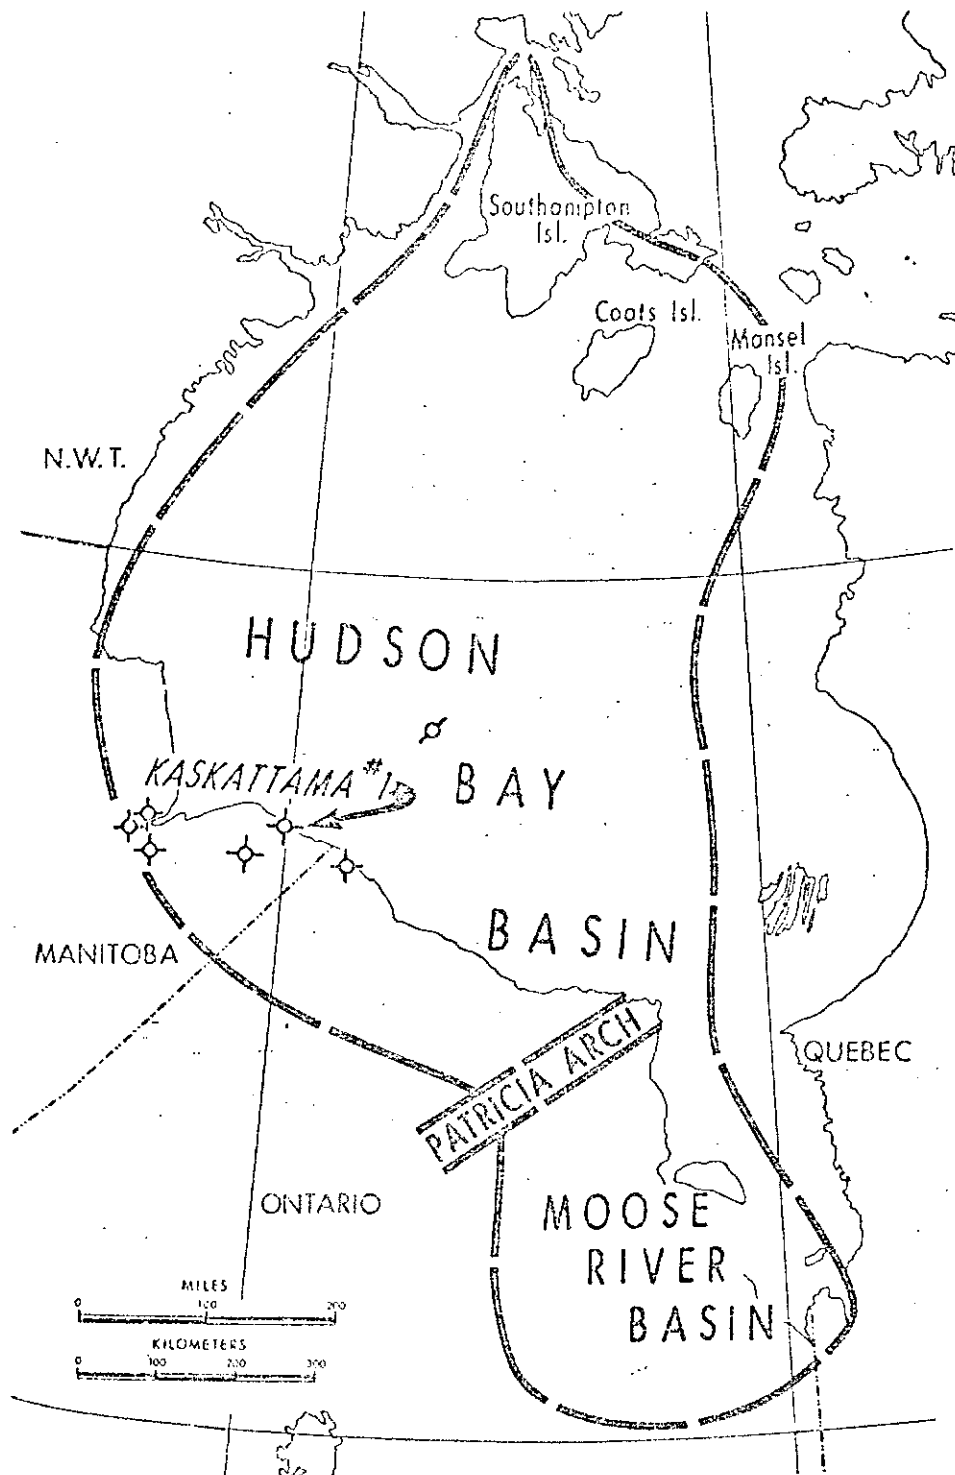 Southampton
Isl.
Coats Isl.
Mansel
Isl.
N.W.T.
HUDSON
KASKATTAMA #1
BAY
BASIN
MANITOBA
PATRICIA ARCH
QUEBEC
ONTARIO
MOOSE
RIVER
BASIN
MILES
0 100 200
KILOMETERS
0 100 200 300